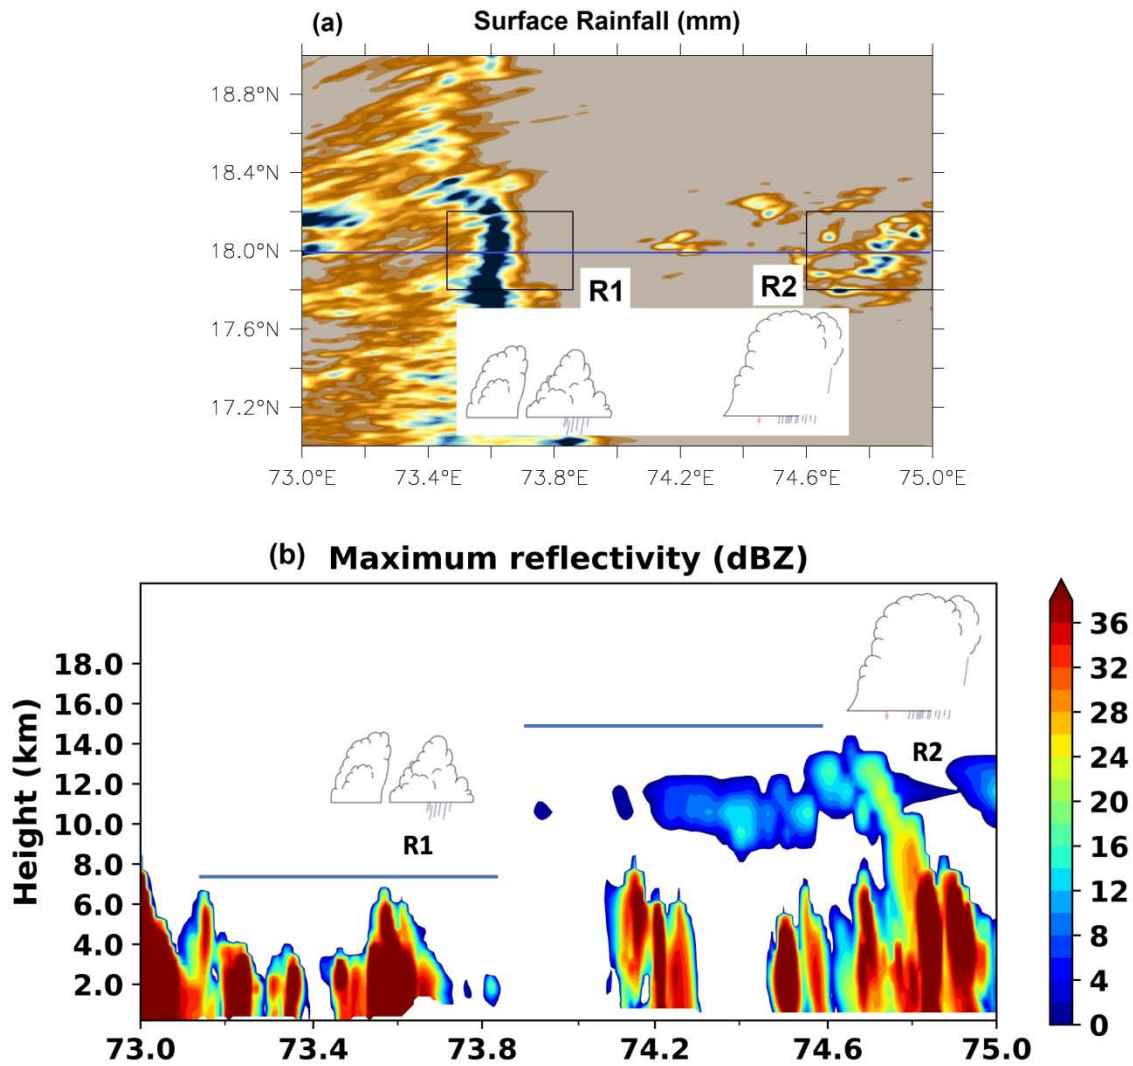 (a) Surface Rainfall (mm)
18.8°N
18.4°N
18.0°N
17.6°N
17.2°N
R1
R2
73.0°E 73.4°E 73.8°E 74.2°E 74.6°E 75.0°E
(b) Maximum reflectivity (dBZ)
Height (km)
18.0
16.0
14.0
12.0
10.0
8.0
6.0
4.0
2.0
R1
R2
73.0 73.4 73.8 74.2 74.6 75.0
36
32
28
24
20
16
12
8
4
0